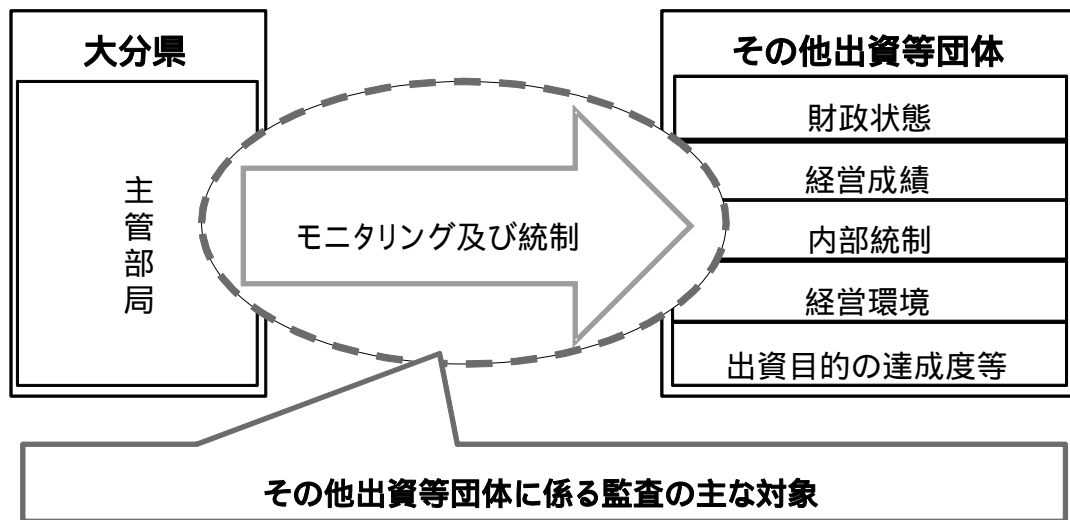 大分県
主管部局
モニタリング及び統制
その他出資等団体
財政状態
経営成績
内部統制
経営環境
出資目的の達成度等
その他出資等団体に係る監査の主な対象